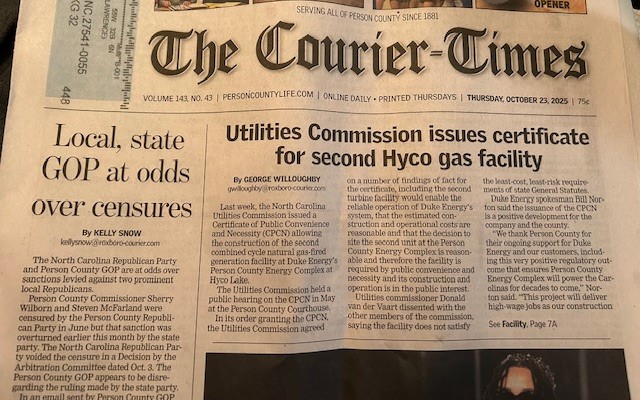 OPENER
NC 27541-0055
KG 32
448
SERVING ALL OF PERSON COUNTY SINCE 1881
The Courier-Times
VOLUME 143, NO. 43 | PERSONCOUNTYLIFE.COM | ONLINE DAILY • PRINTED THURSDAYS | THURSDAY, OCTOBER 23, 2025 | 75¢
Local, state
GOP at odds
over censures
By KELLY SNOW
kellysnow@roxboro-courier.com
The North Carolina Republican Party
and Person County GOP are at odds over
sanctions levied against two prominent
local Republicans.
Person County Commissioner Sherry
Wilborn and Steven McFarland were
censured by the Person County Republi-
can Party in June but that sanction was
overturned earlier this month by the state
party. The North Carolina Republican Par-
ty voided the censure in a Decision by the
Arbitration Committee dated Oct. 3. The
Person County GOP appears to be disre-
garding the ruling made by the state party.
In an email sent by Person County GOP
Utilities Commission issues certificate
for second Hyco gas facility
By GEORGE WILLOUGHBY
gwilloughby@roxboro-courier.com
Last week, the North Carolina
Utilities Commission issued a
Certificate of Public Convenience
and Necessity (CPCN) allowing
the construction of the second
combined cycle natural gas-fired
generation facility at Duke Energy's
Person County Energy Complex at
Hyco Lake.
The Utilities Commission held a
public hearing on the CPCN in May
at the Person County Courthouse.
In its order granting the CPCN,
the Utilities Commission agreed
on a number of findings of fact for
the certificate, including the second
turbine facility would enable the
reliable operation of Duke Energy's
system, that the estimated con-
struction and operational costs are
reasonable and that the decision to
site the second unit at the Person
County Energy Complex is reason-
able and therefore the facility is
required by public convenience and
necessity and its construction and
operation is in the public interest.
Utilities commissioner Donald
van der Vaart dissented with the
other members of the commission,
saying the facility does not satisfy
the least-cost, least-risk require-
ments of state General Statutes.
Duke Energy spokesman Bill Nor-
ton said the issuance of the CPCN
is a positive development for the
company and the county.
"We thank Person County for
their ongoing support for Duke
Energy and our customers, includ-
ing this very positive regulatory out-
come that ensures Person County
Energy Complex will power the Car-
olinas for decades to come," Nor-
ton said. "This project will deliver
high-wage jobs as our construction
See Facility, Page 7A